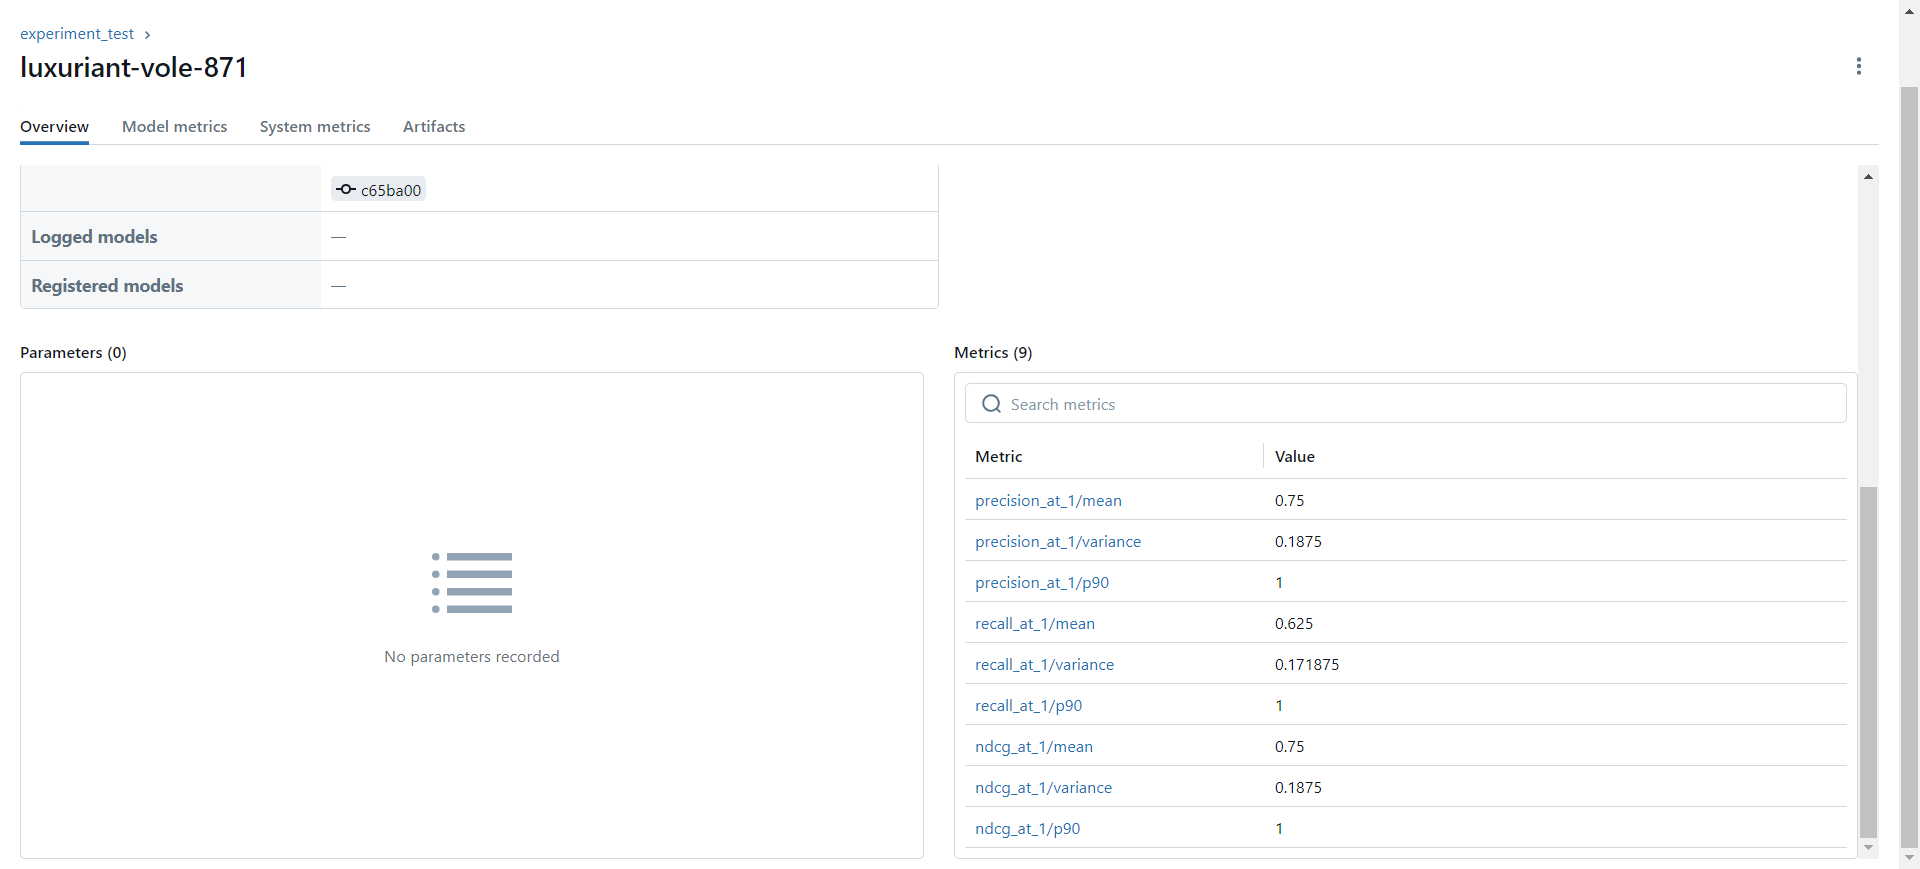 experiment_test ›
luxuriant-vole-871
Overview Model metrics System metrics Artifacts
c65ba00
Logged models —
Registered models —
Parameters (0)
No parameters recorded
Metrics (9)
Search metrics
Metric Value
precision_at_1/mean 0.75
precision_at_1/variance 0.1875
precision_at_1/p90 1
recall_at_1/mean 0.625
recall_at_1/variance 0.171875
recall_at_1/p90 1
ndcg_at_1/mean 0.75
ndcg_at_1/variance 0.1875
ndcg_at_1/p90 1